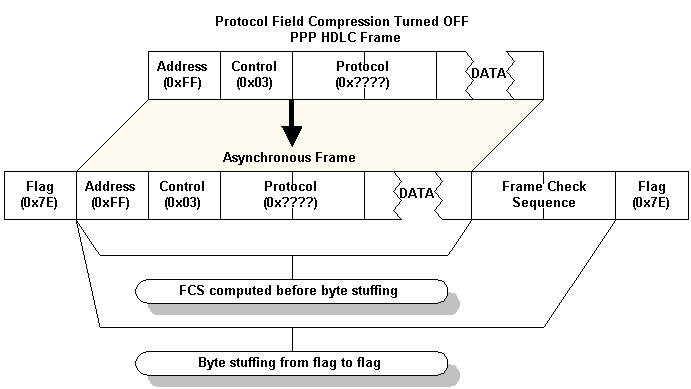 Protocol Field Compression Turned OFF
PPP HDLC Frame
Address Control Protocol DATA
(0xFF) (0x03) (0x????)
Asynchronous Frame
Flag Address Control Protocol DATA Frame Check Flag
(0x7E) (0xFF) (0x03) (0x????) Sequence (0x7E)
FCS computed before byte stuffing
Byte stuffing from flag to flag